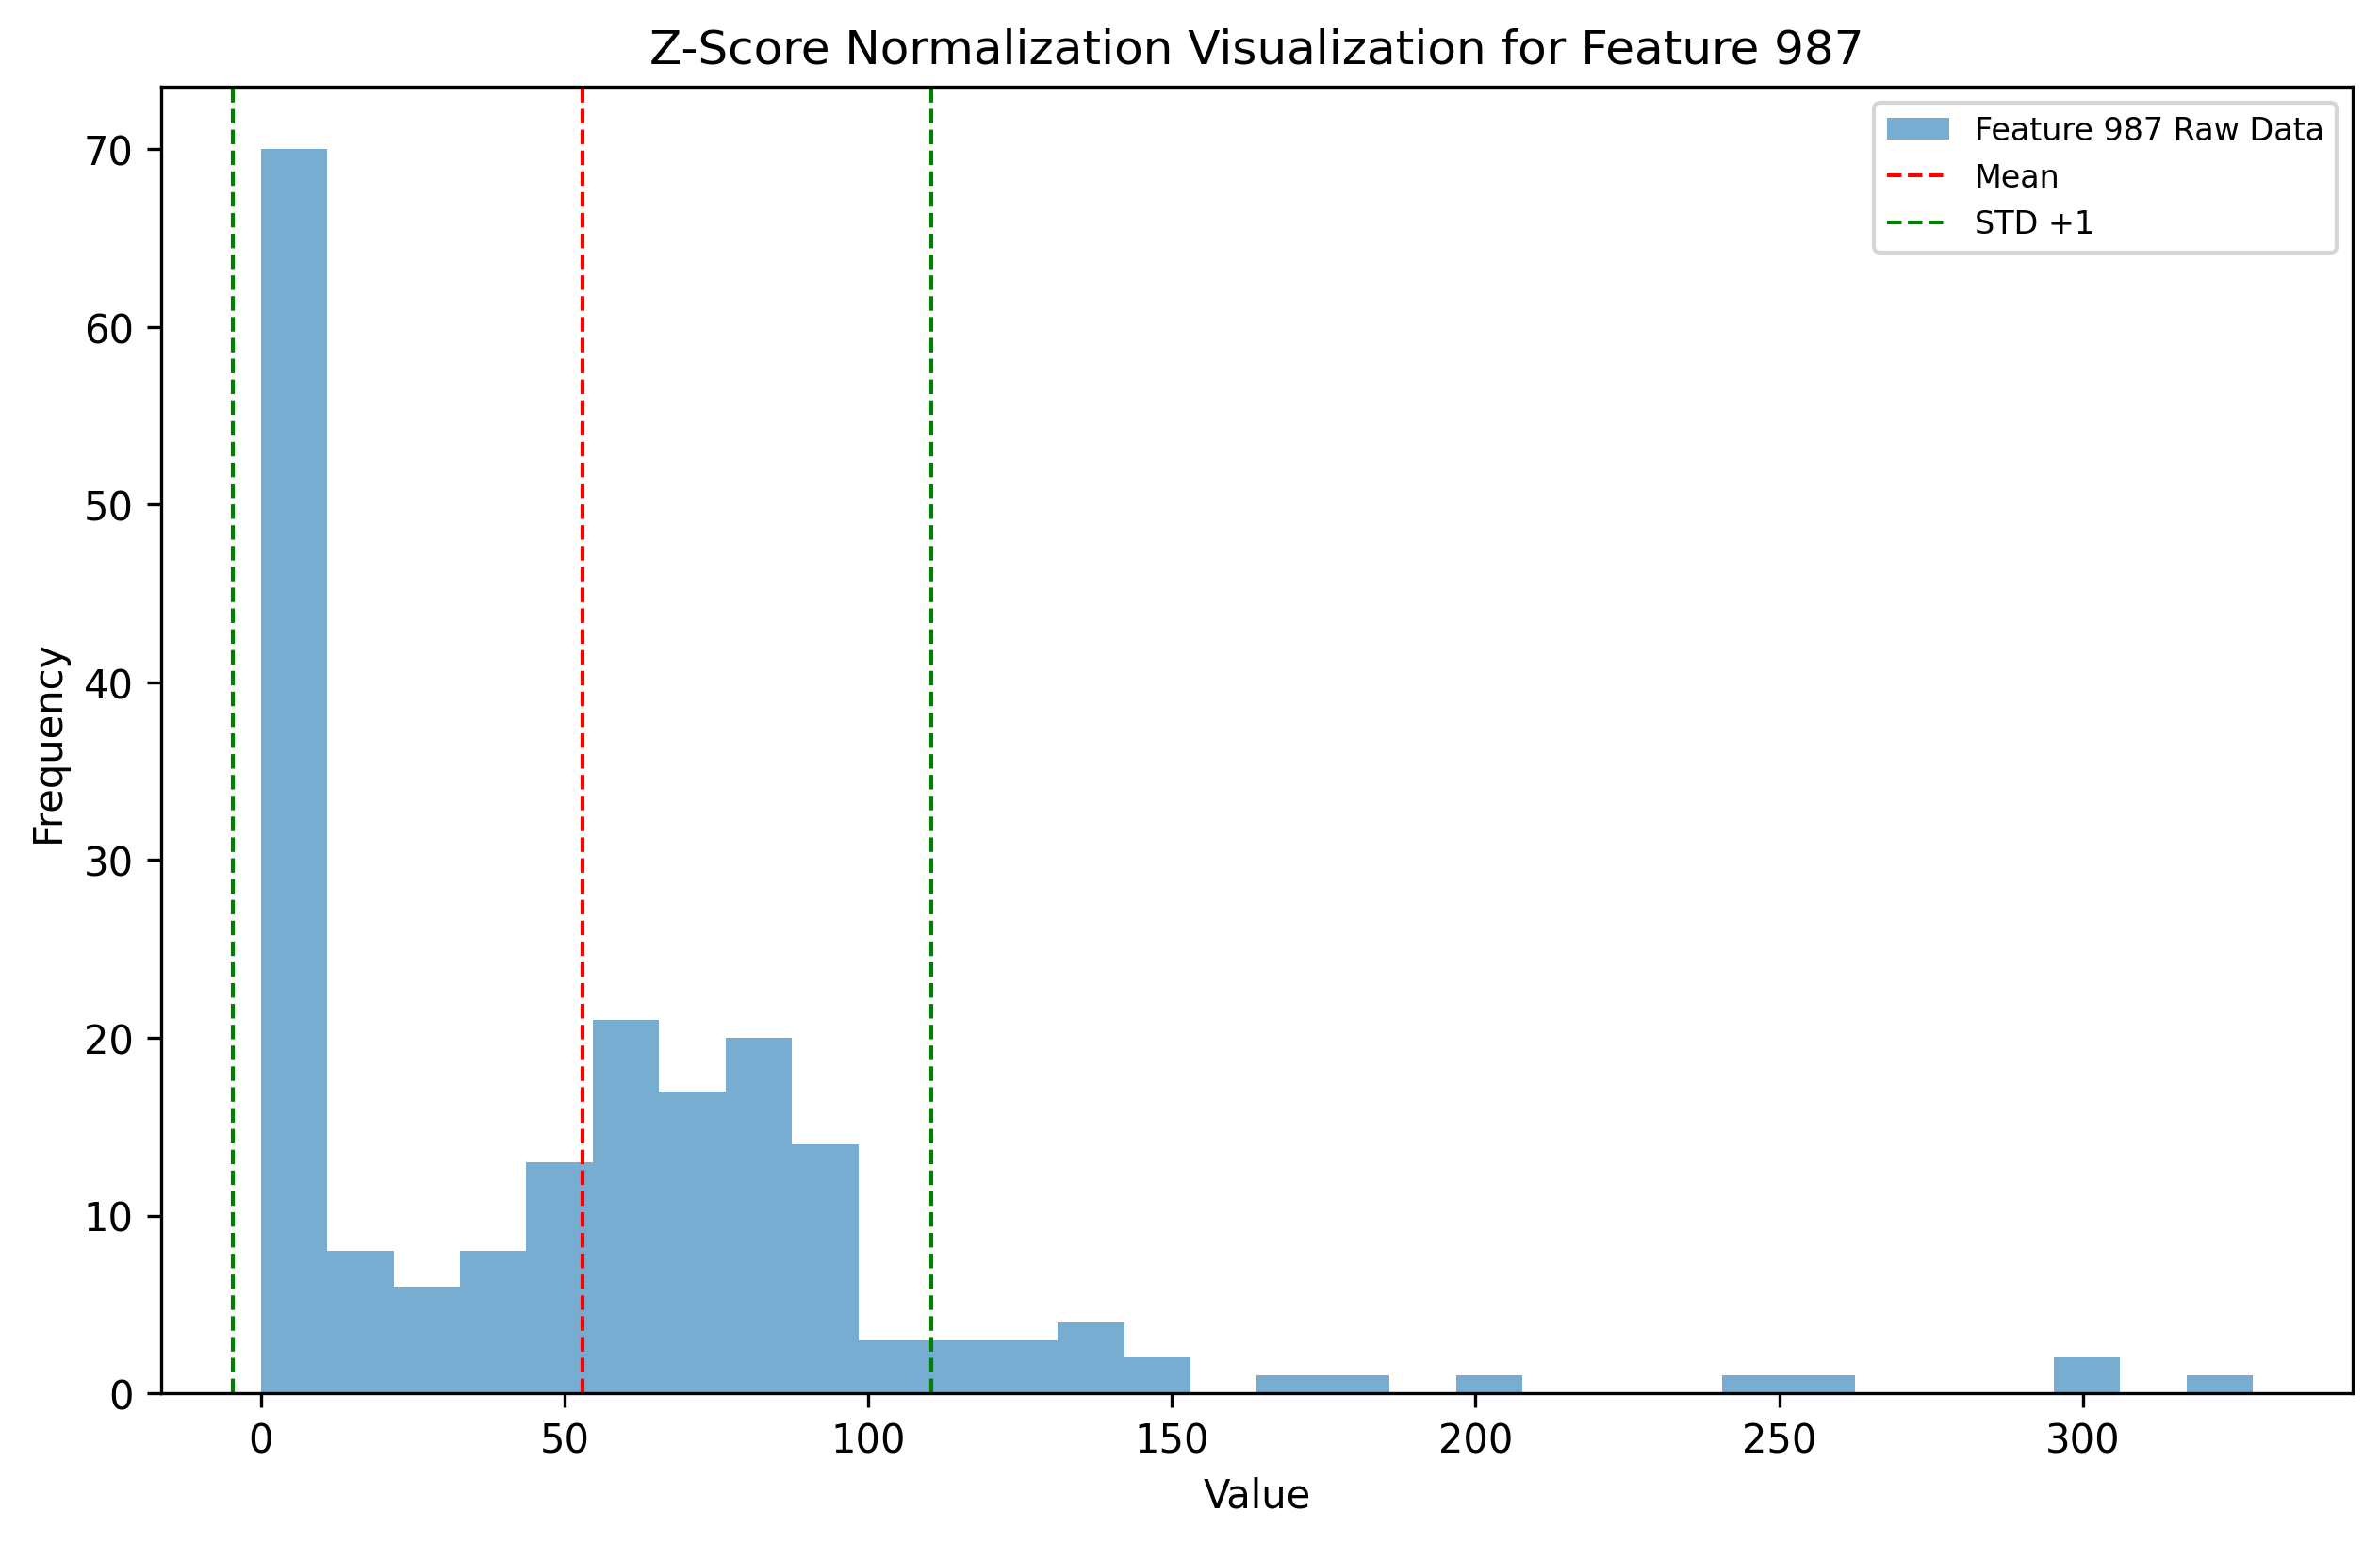 Z-Score Normalization Visualization for Feature 987
Feature 987 Raw Data
Mean
STD +1
70
60
50
40
30
20
10
0
Frequency
0 50 100 150 200 250 300
Value